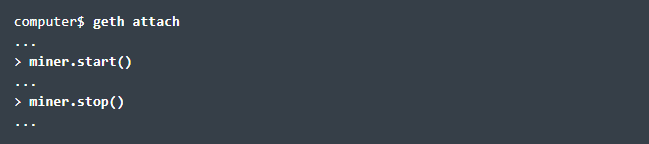 computer$ geth attach
...
> miner.start()
...
> miner.stop()
...